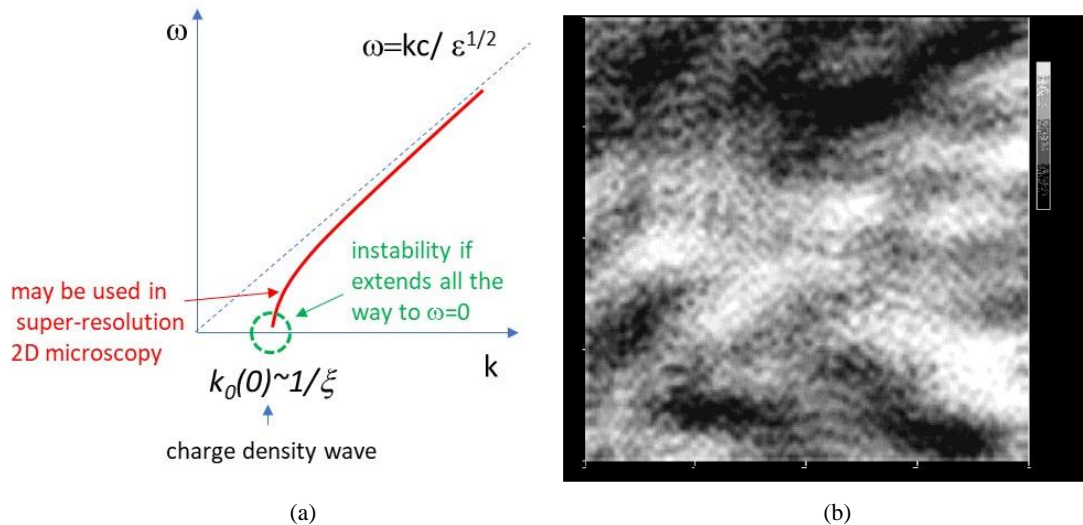 ω
ω=kc/ ε1/2
instability if
extends all the
way to ω=0
may be used in
super-resolution
2D microscopy
k
k0(0)~1/ξ
charge density wave
(a)
(b)